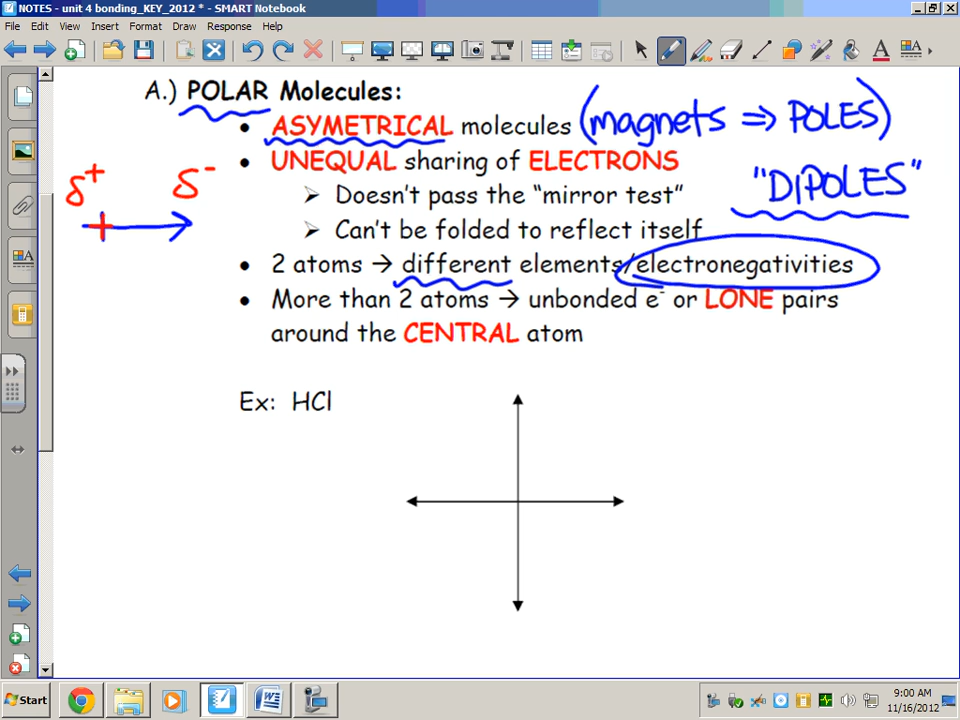 NOTES - unit 4 bonding_KEY_2012 * - SMART Notebook
File Edit View Insert Format Draw Response Help
A.) POLAR Molecules:
• ASYMETRICAL molecules (magnets ⇒ POLES)
• UNEQUAL sharing of ELECTRONS
δ+ δ-
➢ Doesn't pass the “mirror test”
"DIPOLES"
➢ Can't be folded to reflect itself
• 2 atoms → different elements/electronegativities
• More than 2 atoms → unbonded e- or LONE pairs
around the CENTRAL atom
Ex: HCl
Start
9:00 AM
11/16/2012